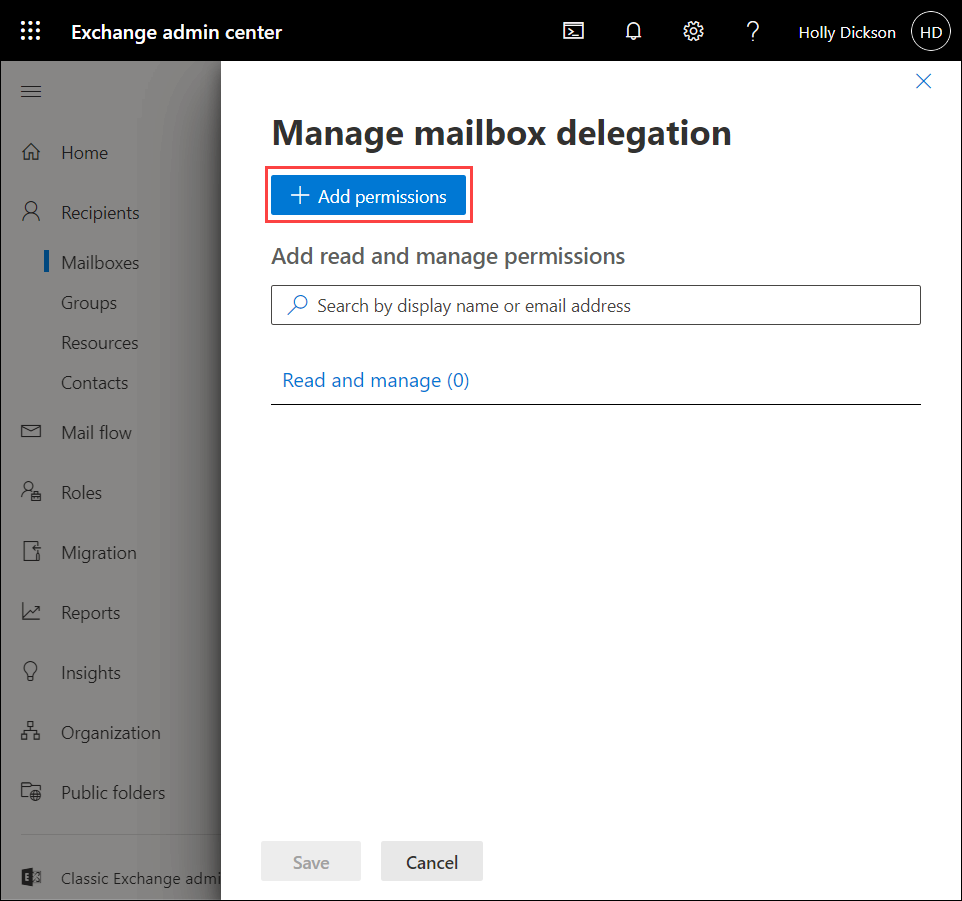 Exchange admin center
Holly Dickson
HD
Home
Recipients
Mailboxes
Groups
Resources
Contacts
Mail flow
Roles
Migration
Reports
Insights
Organization
Public folders
Classic Exchange admi
Manage mailbox delegation
Add permissions
Add read and manage permissions
Search by display name or email address
Read and manage (0)
Save
Cancel